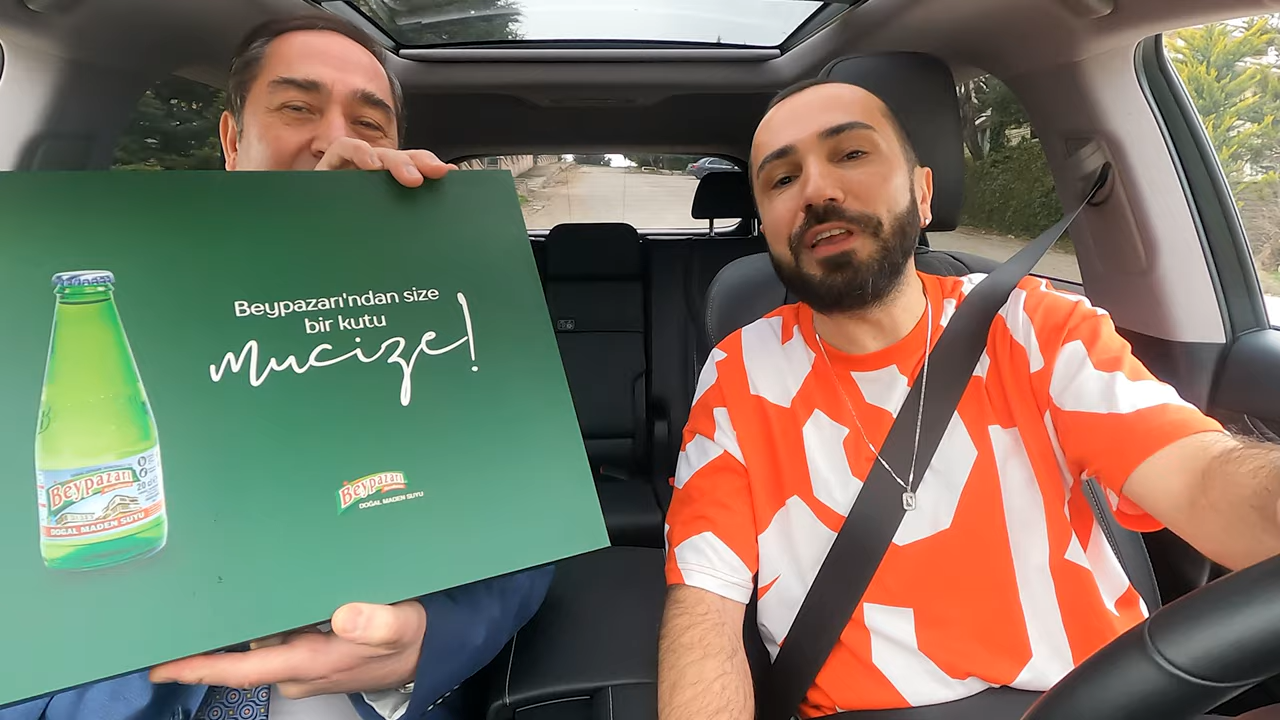 Beypazarı'ndan size
bir kutu
mucize!
Beypazarı
DOĞAL MADEN SUYU
Beypazarı
DOĞAL MADEN SUYU